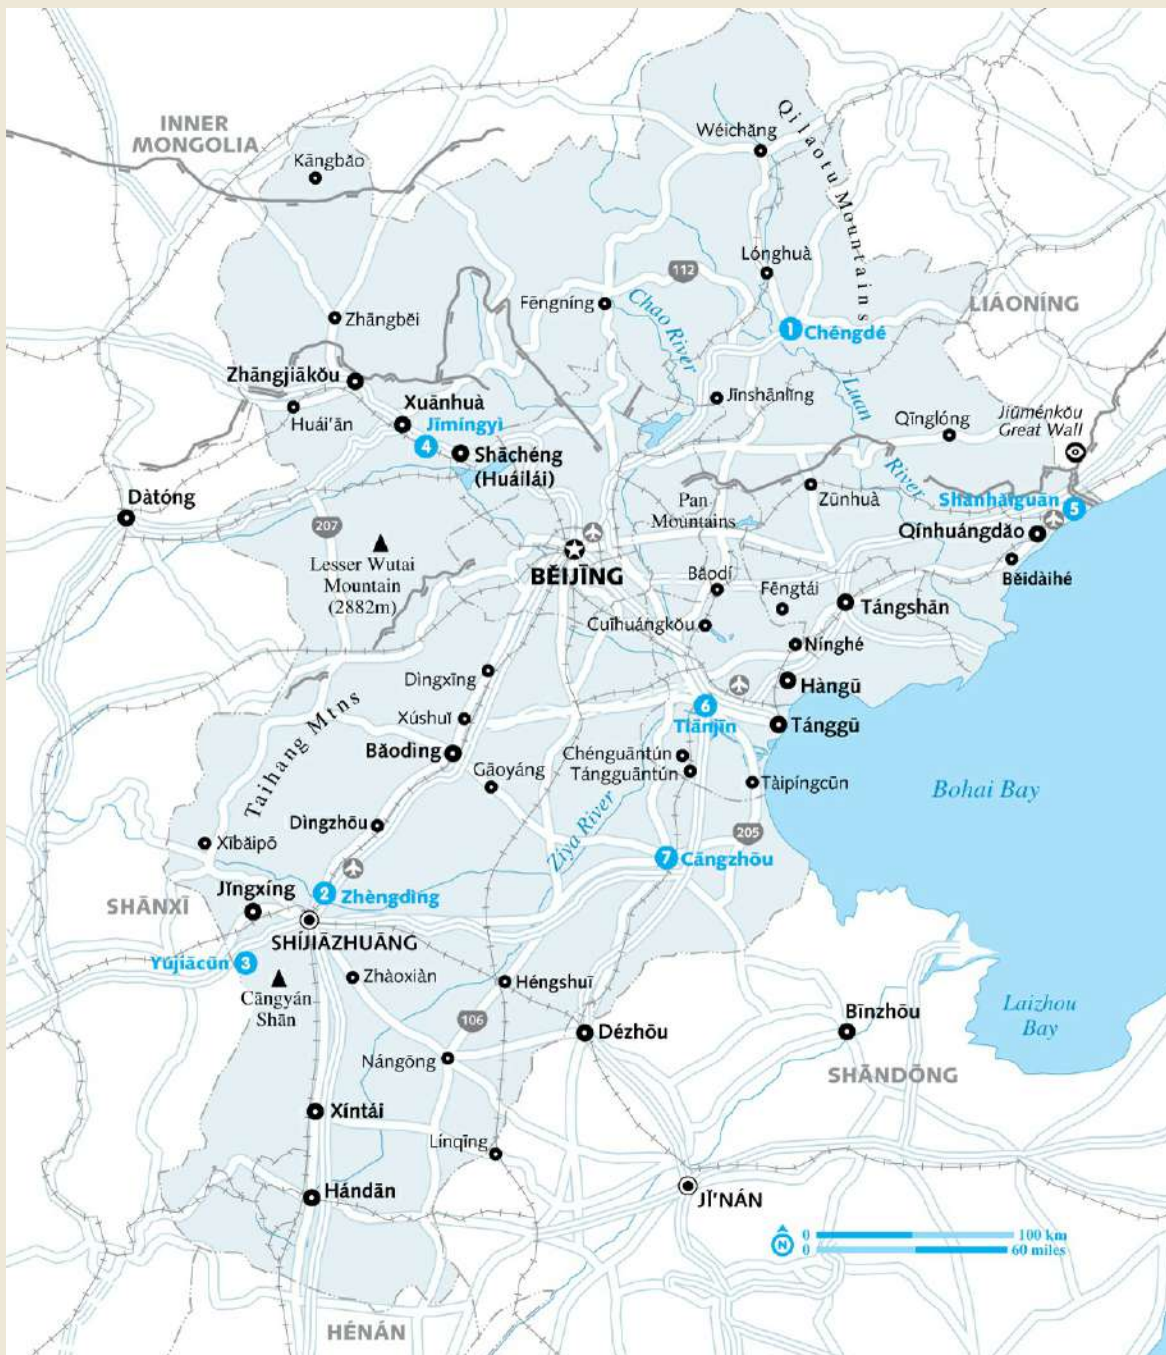 INNER
MONGOLIA
Kāngbǎo
Wéichǎng
Qilaotu Mountains
Lónghuà
112
LIÁONÍNG
Fēngníng
Chao River
Zhāngběi
1 Chéngdé
Zhāngjiākǒu
Jīnshānlǐng
Luan
River
Huái'ān
Xuānhuà
Jīmíngyì
4
Shāchéng
(Huáilái)
Qīnglóng
Jiǔménkǒu
Great Wall
Dàtóng
207
Pan
Mountains
Zūnhuà
Shānhǎiguān
5
Qínhuángdǎo
Běidàihé
Lesser Wutai
Mountain
(2882m)
BĚIJĪNG
Bǎodí
Fēngtái
Tángshān
Cuīhuángkǒu
Nínghé
Dìngxīng
Hàngū
6
Tiānjīn
Tánggū
Xúshuǐ
Taihang Mtns
Bǎodìng
Chénguāntún
Tángguāntún
Gāoyáng
Tàipíngcūn
Bohai Bay
Ziya River
Dìngzhōu
205
Xībǎipō
7 Cāngzhōu
SHĀNXĪ
Jǐngxíng
2 Zhèngdìng
SHÍJIĀZHUĀNG
Yújiācūn 3
Cāngyán
Shān
Zhàoxiàn
Héngshuǐ
Laizhou
Bay
106
Dézhōu
Bīnzhōu
Nángōng
SHĀNDŌNG
Xíntái
Línqīng
Hándān
JǏ'NÁN
N
0 100 km
0 60 miles
HÉNÁN